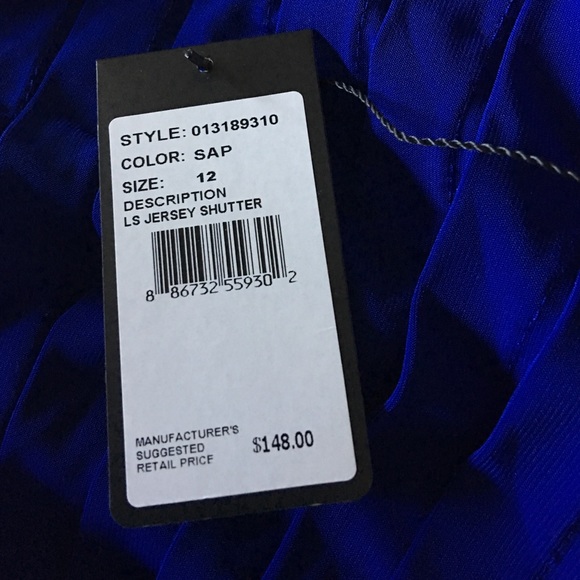 STYLE: 013189310
COLOR: SAP
SIZE: 12
DESCRIPTION
LS JERSEY SHUTTER
8 86732 55930 2
MANUFACTURER'S
SUGGESTED
RETAIL PRICE $148.00